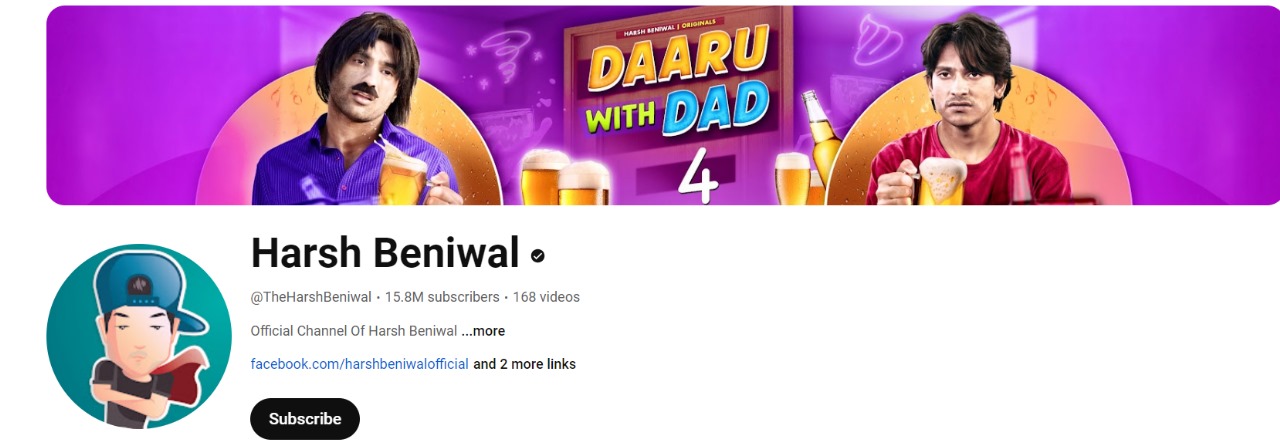 HARSH BENIWAL | ORIGINALS
DAARU
WITH DAD
4
Harsh Beniwal
@TheHarshBeniwal • 15.8M subscribers • 168 videos
Official Channel Of Harsh Beniwal ...more
facebook.com/harshbeniwalofficial and 2 more links
Subscribe